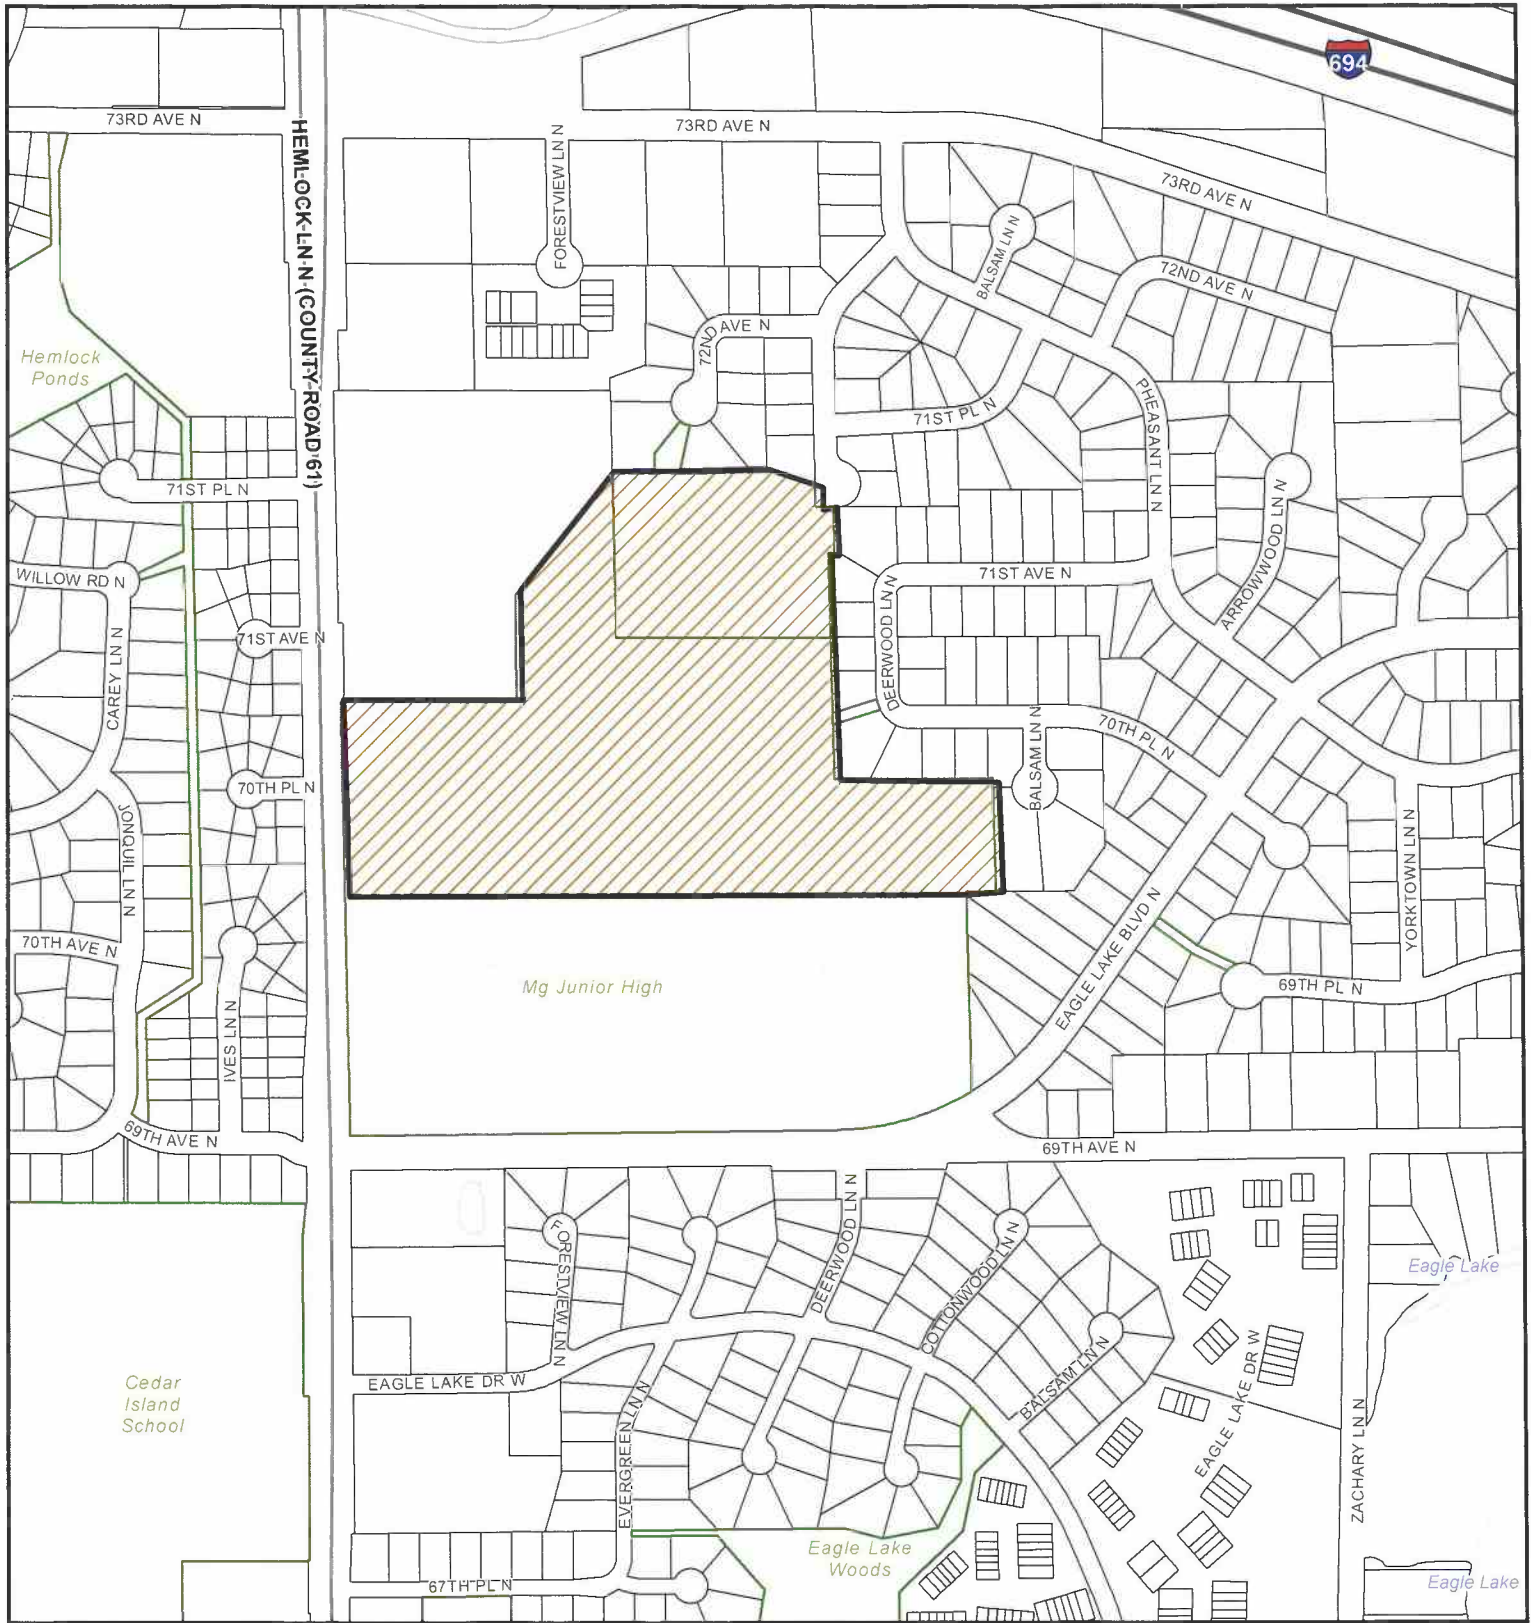 694
73RD AVE N
73RD AVE N
HEMLOCK LN N (COUNTY ROAD 61)
FORESTVIEW LN N
73RD AVE N
BALSAM LN N
72ND AVE N
72ND AVE N
Hemlock
Ponds
71ST PL N
PHEASANT LN N
71ST PL N
ARROWWOOD LN N
WILLOW RD N
71ST AVE N
DEERWOOD LN N
71ST AVE N
CAREY LN N
70TH PL N
BALSAM LN N
70TH PL N
JONQUIL LN N
YORKTOWN LN N
70TH AVE N
EAGLE LAKE BLVD N
Mg Junior High
69TH PL N
IVES LN N
69TH AVE N
69TH AVE N
DEERWOOD LN N
FORESTVIEW LN N
COTTONWOOD LN N
Eagle Lake
BALSAM LN N
EAGLE LAKE DR W
EAGLE LAKE DR W
Cedar
Island
School
EVERGREEN LN N
ZACHARY LN N
Eagle Lake
Woods
67TH PL N
Eagle Lake